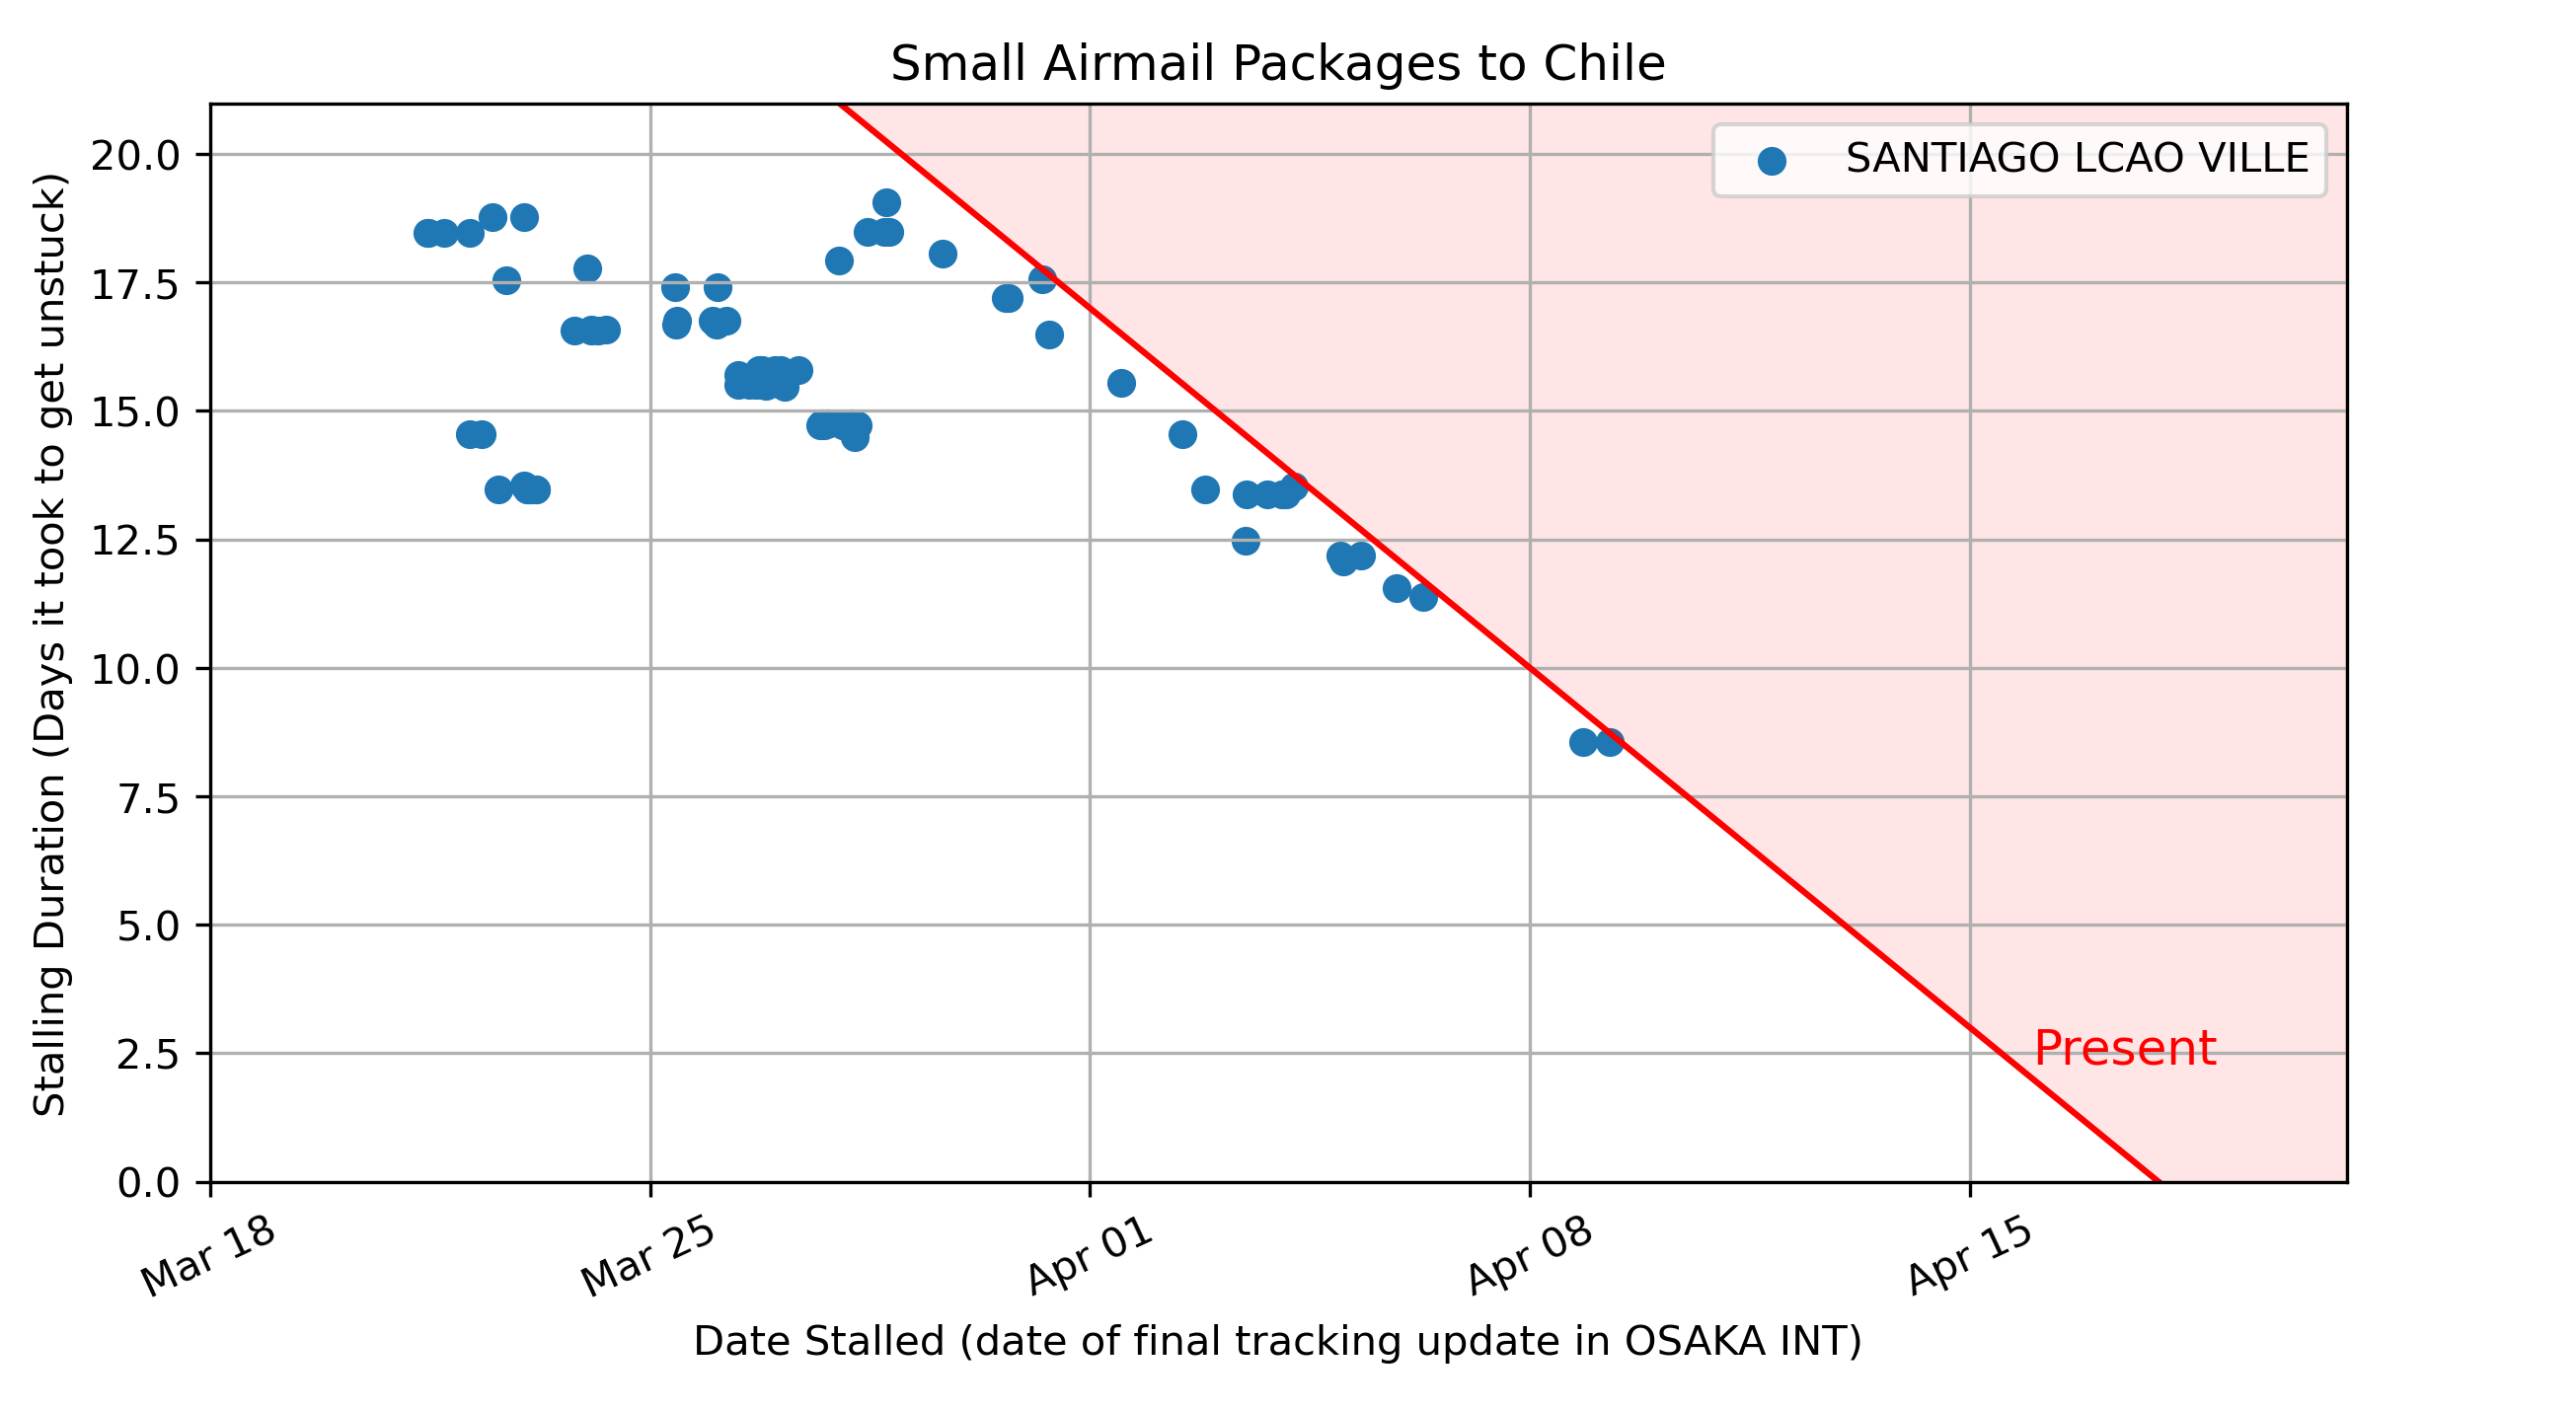 Small Airmail Packages to Chile
SANTIAGO LCAO VILLE
Stalling Duration (Days it took to get unstuck)
20.0
17.5
15.0
12.5
10.0
7.5
5.0
2.5
0.0
Present
Mar 18
Mar 25
Apr 01
Apr 08
Apr 15
Date Stalled (date of final tracking update in OSAKA INT)